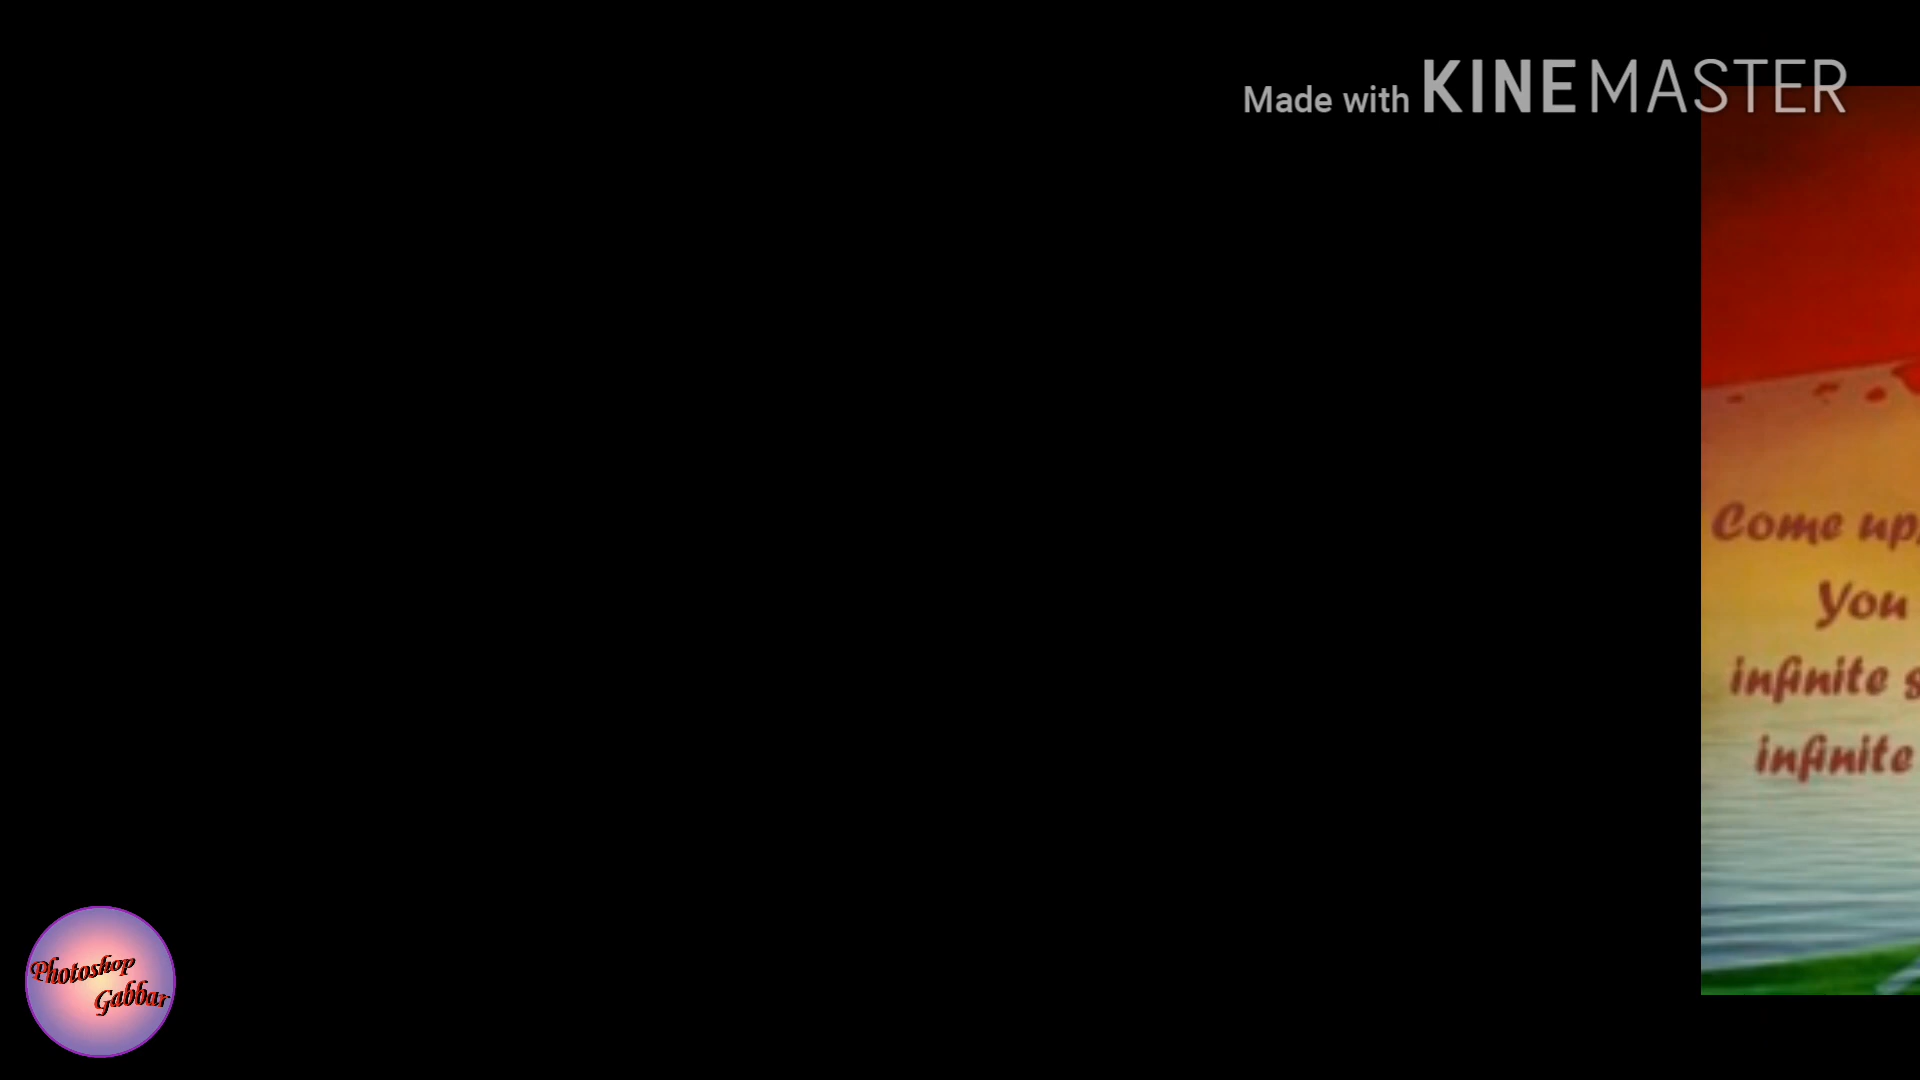 Made with KINEMASTER
Come up,
You
infinite
infinite
Photoshop
Gabbar